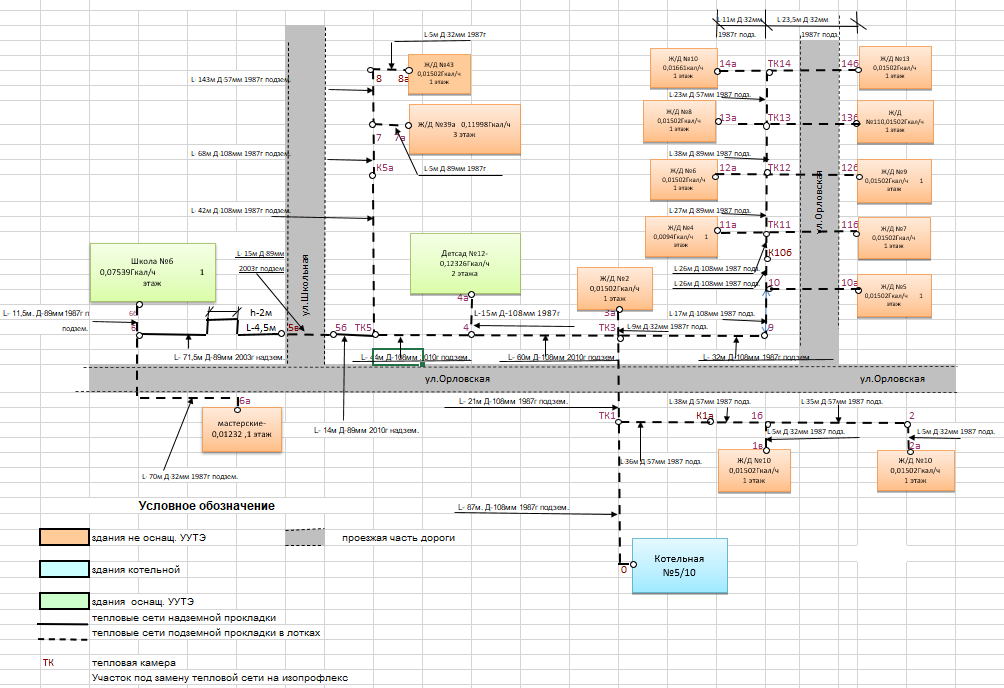 L-11м Д-32мм
L-23,5м Д-32мм
1987г подз.
1987г подз.
L-5м Д-32мм 1987г
Ж/Д №43
0,01502Гкал/ч
1 этаж
8
8а
L- 143м Д-57мм 1987г подзем.
Ж/Д №39а 0,11998Гкал/ч
3 этаж
7
7а
L- 68м Д-108мм 1987г подзем.
К5а
L-5м Д-89мм 1987г
L- 42м Д-108мм 1987г подзем.
Ж/Д №10
0,01661Гкал/ч
1 этаж
14а
ТК14
14б
Ж/Д №13
0,01502Гкал/ч
1 этаж
L-23м Д-57мм 1987 подз.
Ж/Д №8
0,01502Гкал/ч
1 этаж
13а
ТК13
13б
Ж/Д
№110,01502Гкал/ч
1 этаж
L-38м Д-89мм 1987 подз.
Ж/Д №6
0,01502Гкал/ч
1 этаж
12а
ТК12
12б
Ж/Д №9
0,01502Гкал/ч 1
этаж
ул.Орловская
L-27м Д-89мм 1987 подз.
Ж/Д №4
0,0094Гкал/ч 1
этаж
11а
ТК11
11б
Ж/Д №7
0,01502Гкал/ч
1 этаж
К10б
L-26м Д-108мм 1987 подз.
L-26м Д-108мм 1987 подз.
10
10а
Ж/Д №5
0,01502Гкал/ч
1 этаж
L-17м Д-108мм 1987 подз.
9
Школа №6
0,07539Гкал/ч 1
этаж
L- 15м Д-89мм
2003г подзем
ул.Школьная
Детсад №12-
0,12326Гкал/ч
2 этажа
4а
L-15м Д-108мм 1987г
Ж/Д №2
0,01502Гкал/ч
1 этаж
3а
ТК3
L-9м Д-32мм 1987г подз.
L- 11,5м. Д-89мм1987г п
подзем.
6
h-2м
L-4,5м
5в
5б
ТК5
4
L- 71,5м Д-89мм 2003г надзем.
L- 44м Д-108мм 2010г подзем.
L- 60м Д-108мм 2010г подзем.
L- 32м Д-108мм 1987г подзем.
ул.Орловская
ул.Орловская
6а
мастерские-
0,01232 ,1 этаж
L- 70м Д-32мм 1987г подзем.
L- 14м Д-89мм 2010г надзем.
L- 21м Д-108мм 1987г подзем.
ТК1
L-38м Д-57мм 1987 подз.
К1а
1б
L-35м Д-57мм 1987 подз.
2
L-36м Д-57мм 1987 подз.
L-5м Д-32мм 1987 подз.
1в
L-5м Д-32мм 1987 подз.
2а
Ж/Д №10
0,01502Гкал/ч
1 этаж
Ж/Д №10
0,01502Гкал/ч
1 этаж
L- 87м. Д-108мм 1987г подзем.
0
Котельная
№5/10
Условное обозначение
здания не оснащ. УУТЭ
проезжая часть дороги
здания котельной
здания оснащ. УУТЭ
тепловые сети надземной прокладки
тепловые сети подземной прокладки в лотках
ТК
тепловая камера
Участок под замену тепловой сети на изопрофлекс